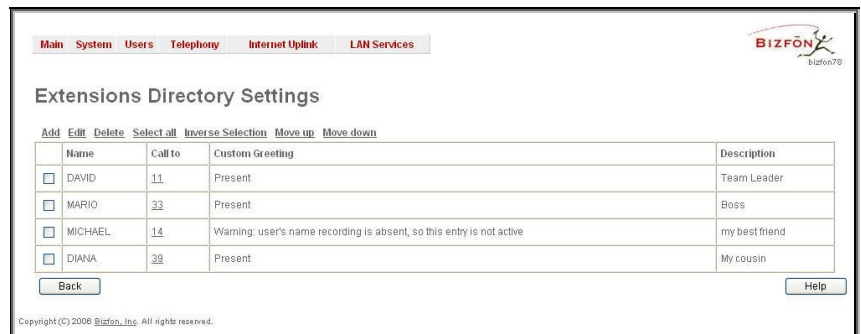 Main System Users Telephony Internet Uplink LAN Services
BIZFŌN
bizfon78
Extensions Directory Settings
Add Edit Delete Select all Inverse Selection Move up Move down
Name Call to Custom Greeting Description
DAVID 11 Present Team Leader
MARIO 33 Present Boss
MICHAEL 14 Warning: user's name recording is absent, so this entry is not active my best friend
DIANA 39 Present My cousin
Back Help
Copyright (C) 2006 Bizfon, Inc. All rights reserved.